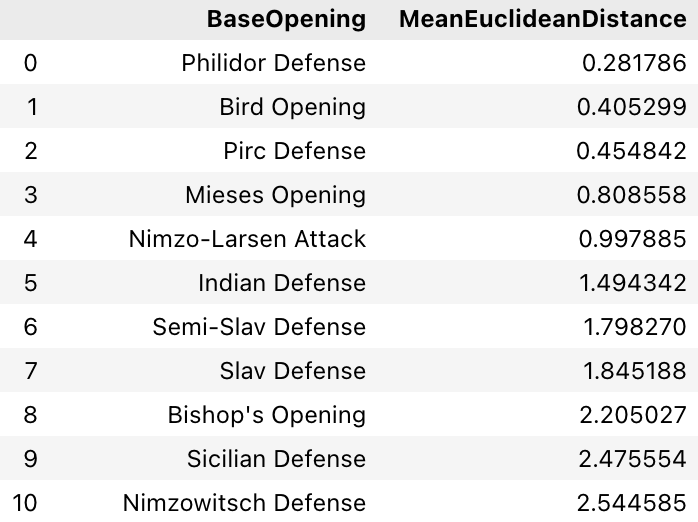 BaseOpening MeanEuclideanDistance
0 Philidor Defense 0.281786
1 Bird Opening 0.405299
2 Pirc Defense 0.454842
3 Mieses Opening 0.808558
4 Nimzo-Larsen Attack 0.997885
5 Indian Defense 1.494342
6 Semi-Slav Defense 1.798270
7 Slav Defense 1.845188
8 Bishop's Opening 2.205027
9 Sicilian Defense 2.475554
10 Nimzowitsch Defense 2.544585